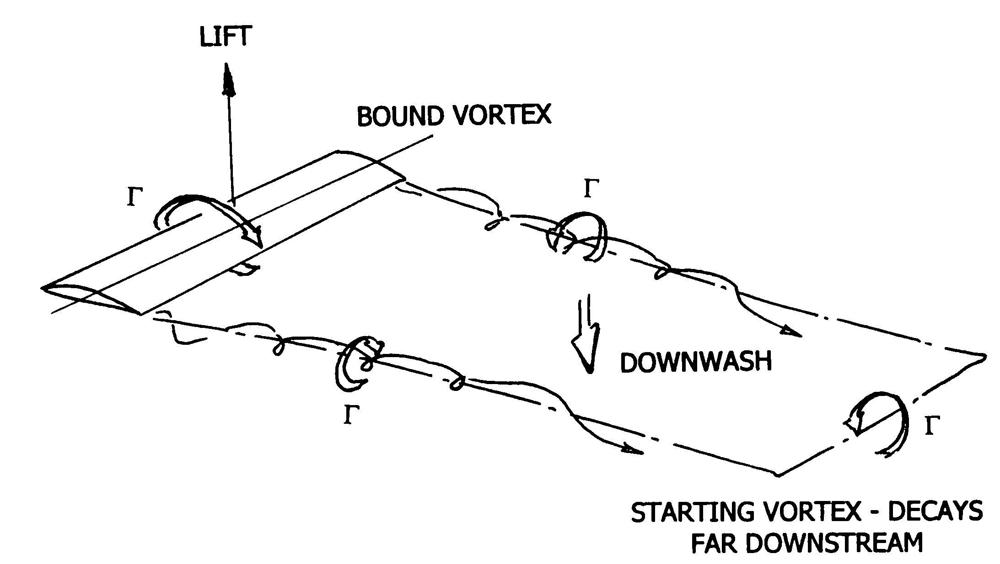 LIFT
BOUND VORTEX
Γ
Γ
DOWNWASH
Γ
Γ
STARTING VORTEX - DECAYS
FAR DOWNSTREAM